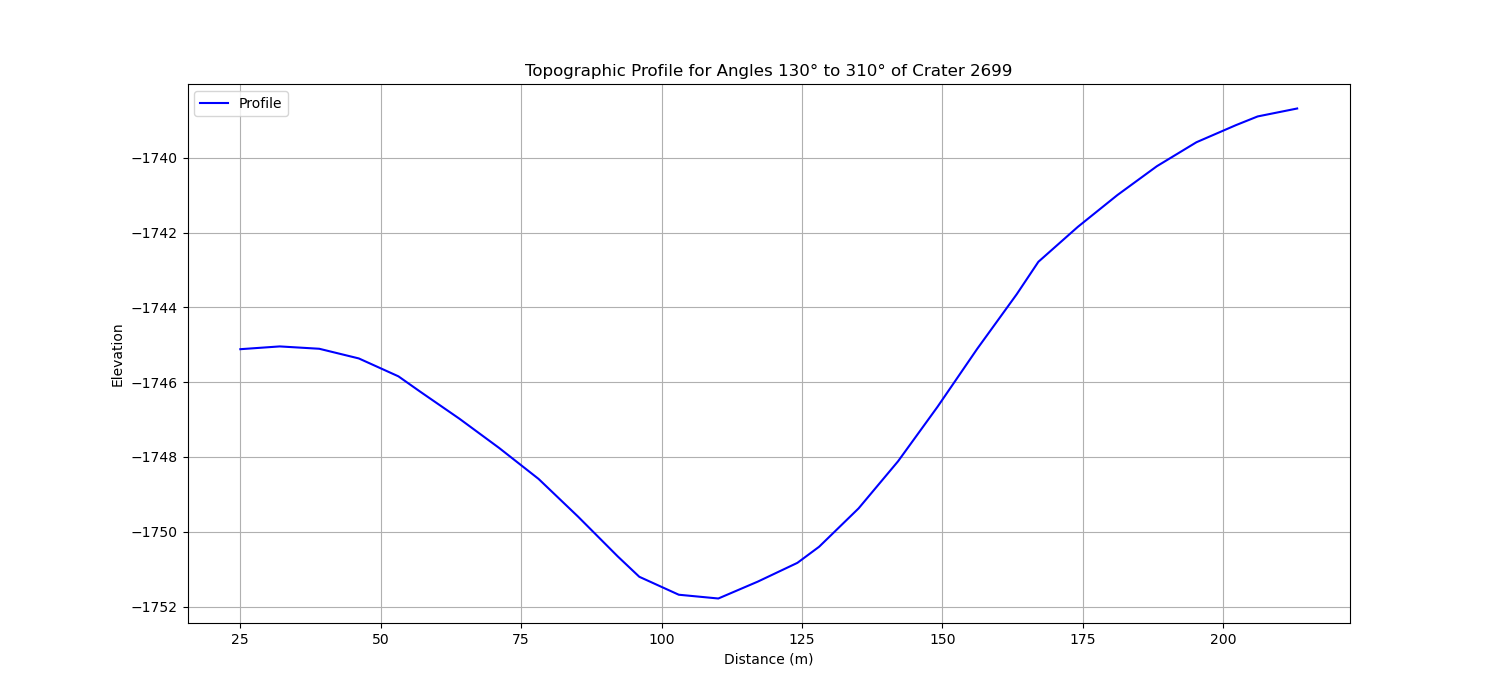 Topographic Profile for Angles 130° to 310° of Crater 2699
Profile
Elevation
−1740
−1742
−1744
−1746
−1748
−1750
−1752
25 50 75 100 125 150 175 200
Distance (m)